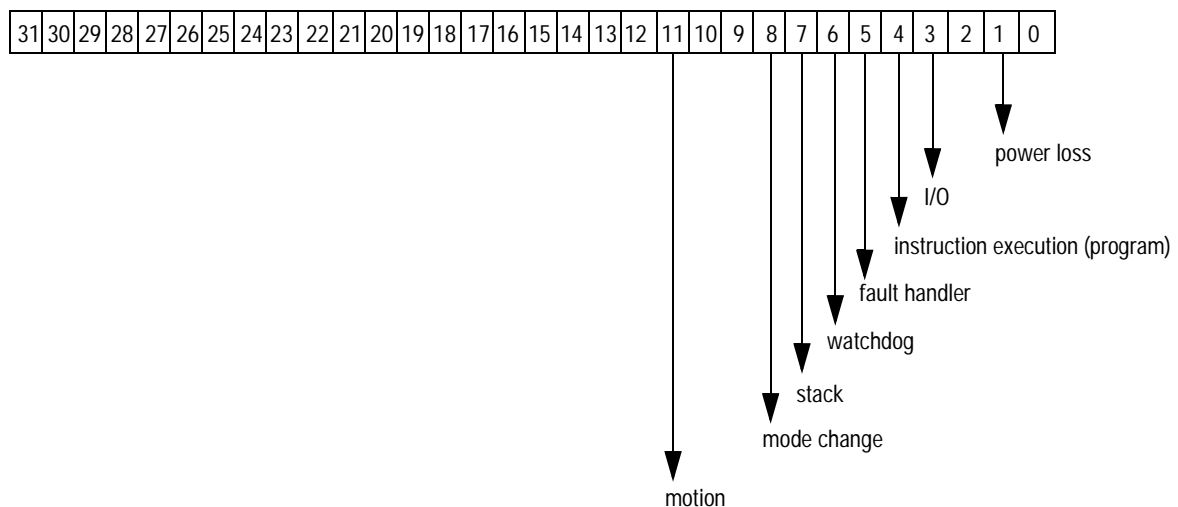 31 30 29 28 27 26 25 24 23 22 21 20 19 18 17 16 15 14 13 12 11 10 9 8 7 6 5 4 3 2 1 0
power loss
I/O
instruction execution (program)
fault handler
watchdog
stack
mode change
motion